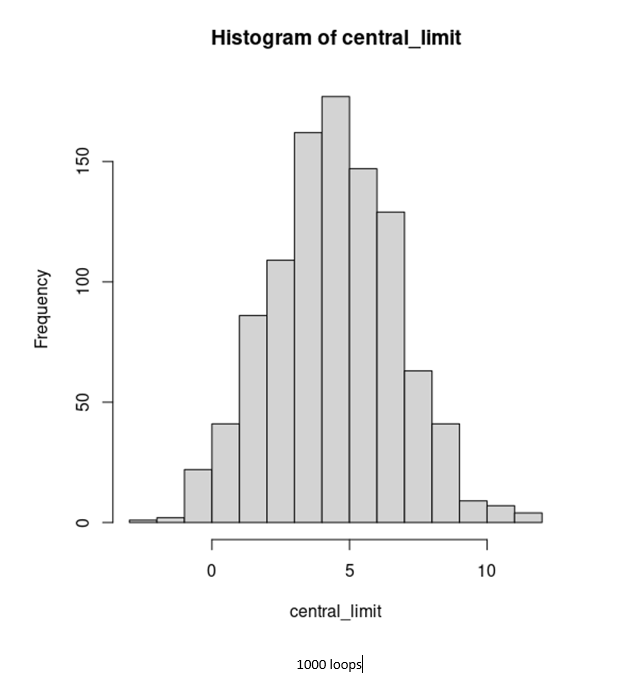 Histogram of central_limit
150
100
50
0
Frequency
0 5 10
central_limit
1000 loops